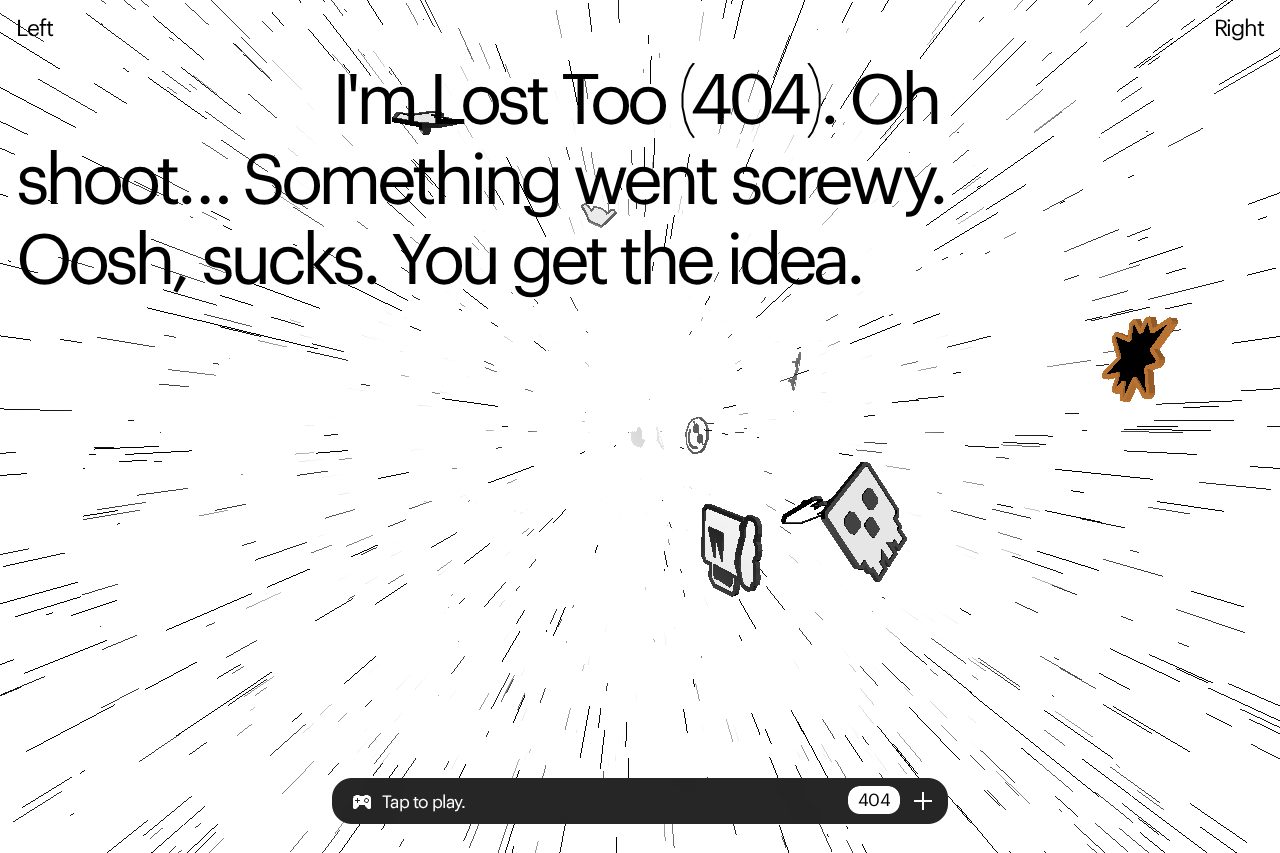 Left
Right
I'm Lost Too (404). Oh
shoot... Something went screwy.
Oosh, sucks. You get the idea.
Tap to play.
404